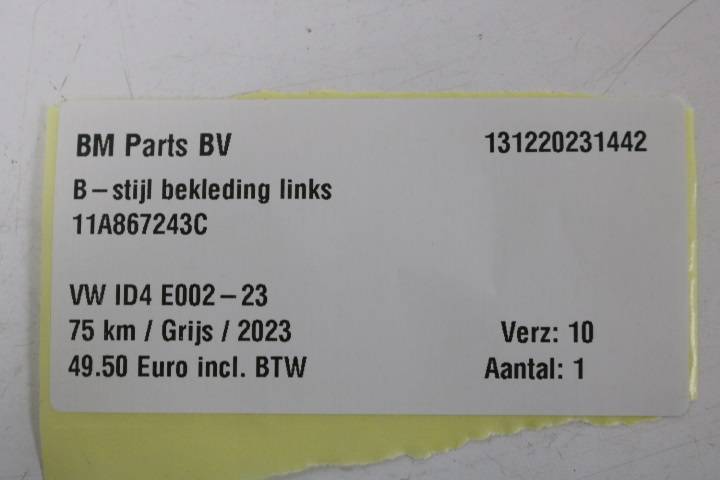 BM Parts BV 131220231442
B-stijl bekleding links
11A867243C
VW ID4 E002-23
75 km / Grijs / 2023 Verz: 10
49.50 Euro incl. BTW Aantal: 1